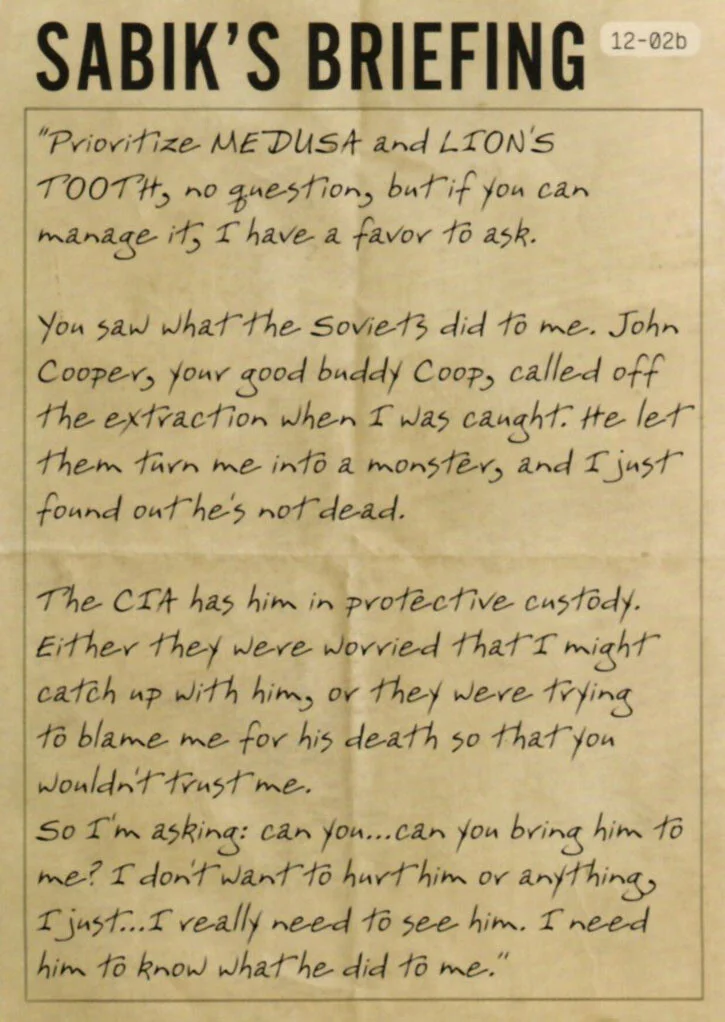 SABIK'S BRIEFING
12-02b
"Prioritize MEDUSA and LION'S
TOOTH, no question, but if you can
manage it, I have a favor to ask.
You saw what the Soviets did to me. John
Cooper, your good buddy Coop, called off
the extraction when I was caught. He let
them turn me into a monster, and I just
found out he's not dead.
The CIA has him in protective custody.
Either they were worried that I might
catch up with him, or they were trying
to blame me for his death so that you
wouldn't trust me.
So I'm asking: can you...can you bring him to
me? I don't want to hurt him or anything,
I just...I really need to see him. I need
him to know what he did to me."